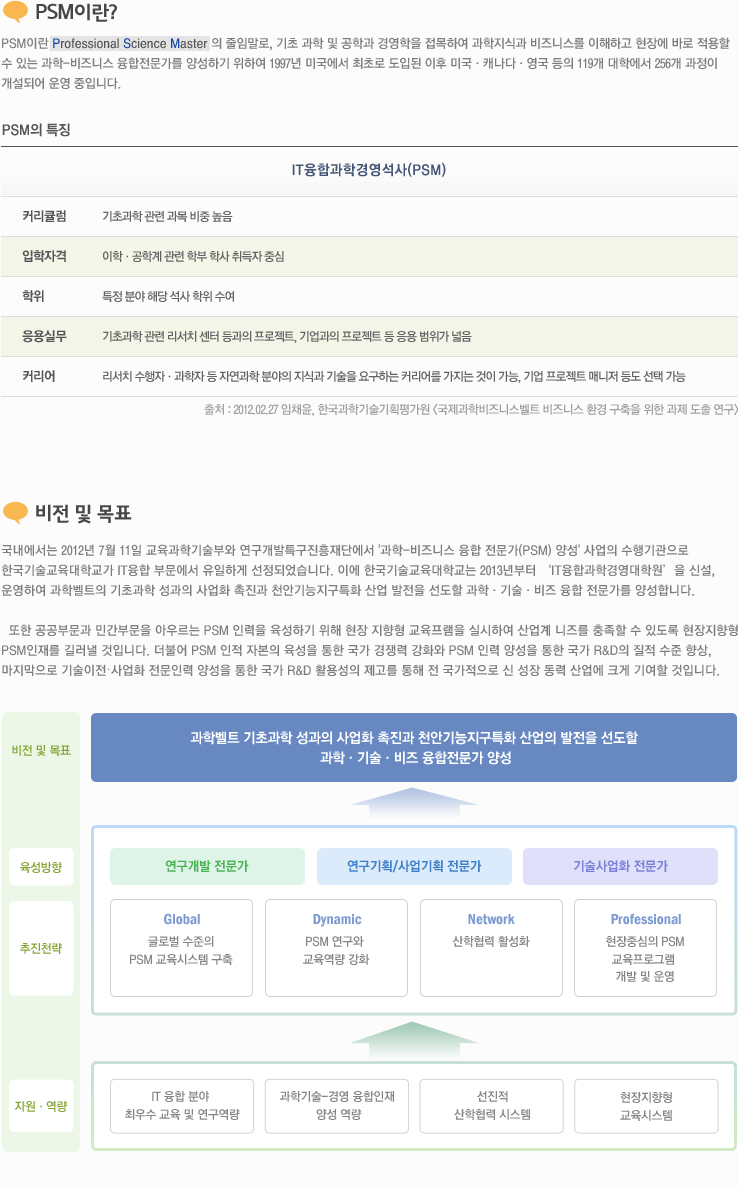 PSM이란?
PSM이란 Professional Science Master 의 줄임말로, 기초 과학 및 공학과 경영학을 접목하여 과학지식과 비즈니스를 이해하고 현장에 바로 적용할
수 있는 과학-비즈니스 융합전문가를 양성하기 위하여 1997년 미국에서 최초로 도입된 이후 미국 · 캐나다 · 영국 등의 119개 대학에서 256개 과정이
개설되어 운영 중입니다.
PSM의 특징
IT융합과학경영석사(PSM)
커리큘럼 기초과학 관련 과목 비중 높음
입학자격 이학 · 공학계 관련 학부 학사 취득자 중심
학위 특정 분야 해당 석사 학위 수여
응용실무 기초과학 관련 리서치 센터 등과의 프로젝트, 기업과의 프로젝트 등 응용 범위가 넓음
커리어 리서치 수행자 · 과학자 등 자연과학 분야의 지식과 기술을 요구하는 커리어를 가지는 것이 가능, 기업 프로젝트 매니저 등도 선택 가능
출처 : 2012.02.27 임채윤, 한국과학기술기획평가원 <국제과학비즈니스벨트 비즈니스 환경 구축을 위한 과제 도출 연구>
비전 및 목표
국내에서는 2012년 7월 11일 교육과학기술부와 연구개발특구진흥재단에서 '과학-비즈니스 융합 전문가(PSM) 양성' 사업의 수행기관으로
한국기술교육대학교가 IT융합 부문에서 유일하게 선정되었습니다. 이에 한국기술교육대학교는 2013년부터 ‘IT융합과학경영대학원’을 신설,
운영하여 과학벨트의 기초과학 성과의 사업화 촉진과 천안기능지구특화 산업 발전을 선도할 과학 · 기술 · 비즈 융합 전문가를 양성합니다.
또한 공공부문과 민간부문을 아우르는 PSM 인력을 육성하기 위해 현장 지향형 교육프램을 실시하여 산업계 니즈를 충족할 수 있도록 현장지향형
PSM인재를 길러낼 것입니다. 더불어 PSM 인적 자본의 육성을 통한 국가 경쟁력 강화와 PSM 인력 양성을 통한 국가 R&D의 질적 수준 향상,
마지막으로 기술이전·사업화 전문인력 양성을 통한 국가 R&D 활용성의 제고를 통해 전 국가적으로 신 성장 동력 산업에 크게 기여할 것입니다.
비전 및 목표
과학벨트 기초과학 성과의 사업화 촉진과 천안기능지구특화 산업의 발전을 선도할
과학 · 기술 · 비즈 융합전문가 양성
육성방향
연구개발 전문가 연구기획/사업기획 전문가 기술사업화 전문가
추진천략
Global
글로벌 수준의
PSM 교육시스템 구축
Dynamic
PSM 연구와
교육역량 강화
Network
산학협력 활성화
Professional
현장중심의 PSM
교육프로그램
개발 및 운영
자원 · 역량
IT 융합 분야
최우수 교육 및 연구역량
과학기술-경영 융합인재
양성 역량
선진적
산학협력 시스템
현장지향형
교육시스템